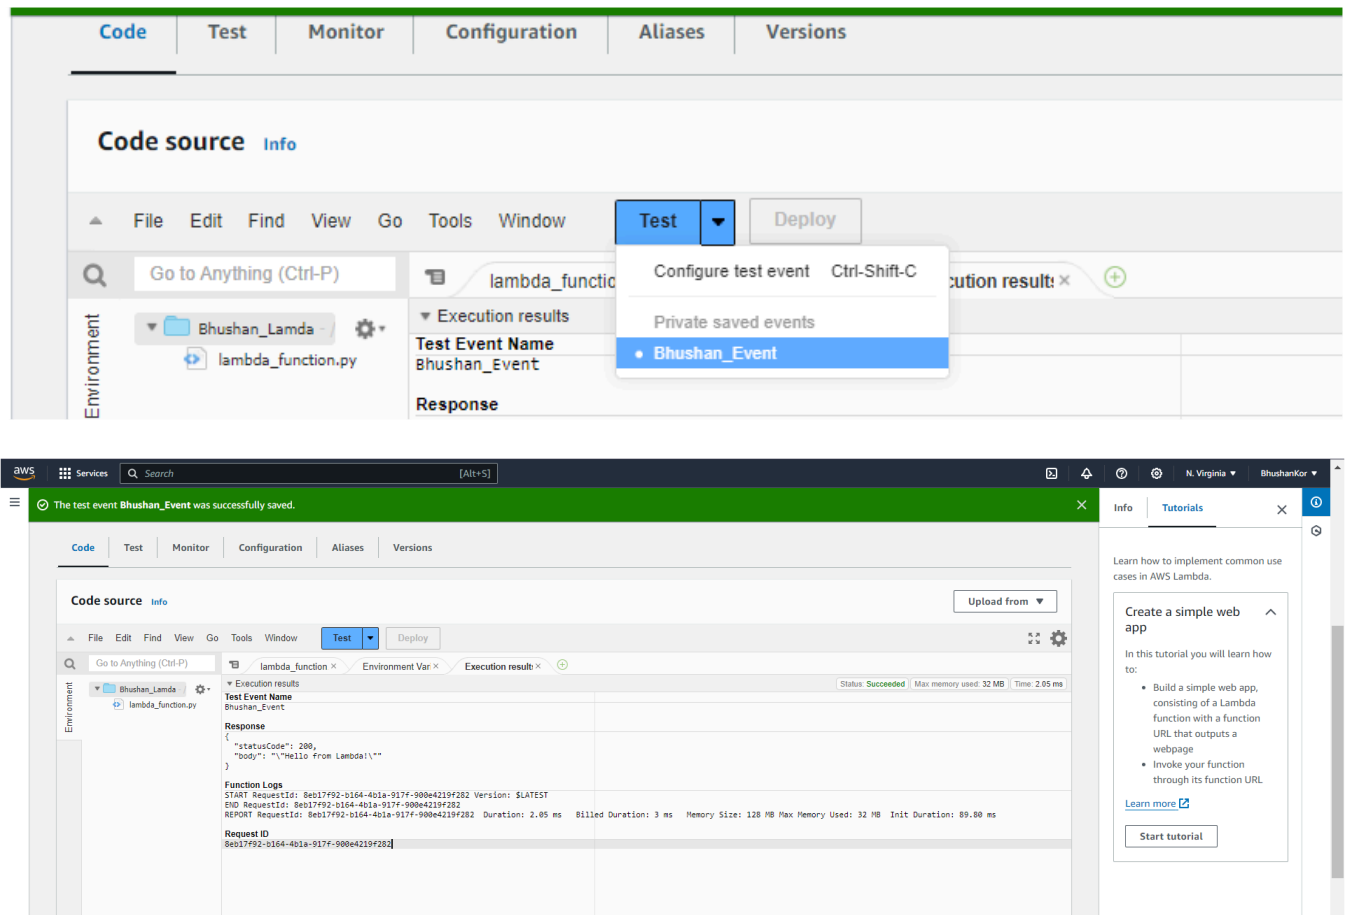 Code Test Monitor Configuration Aliases Versions
Code source Info
File Edit Find View Go Tools Window Test Deploy
Go to Anything (Ctrl-P)
lambda_functio
Configure test event Ctrl-Shift-C
cution results ×
Environment
Bhushan_Lamda - /
Execution results
Private saved events
lambda_function.py
Test Event Name
Bhushan_Event
Bhushan_Event
Response
aws Services Search [Alt+S] N. Virginia BhushanKor
The test event Bhushan_Event was successfully saved.
Code Test Monitor Configuration Aliases Versions
Code source Info
Upload from
File Edit Find View Go Tools Window Test Deploy
Go to Anything (Ctrl-P)
lambda_function × Environment Var × Execution results ×
Environment
Bhushan_Lamda /
lambda_function.py
Execution results
Status: Succeeded Max memory used: 32 MB Time: 2.05 ms
Test Event Name
Bhushan_Event
Response
{
"statusCode": 200,
"body": "\"Hello from Lambda!\""
}
Function Logs
START RequestId: 8eb17f92-b164-4b1a-917f-900e4219f282 Version: $LATEST
END RequestId: 8eb17f92-b164-4b1a-917f-900e4219f282
REPORT RequestId: 8eb17f92-b164-4b1a-917f-900e4219f282 Duration: 2.05 ms Billed Duration: 3 ms Memory Size: 128 MB Max Memory Used: 32 MB Init Duration: 89.80 ms
Request ID
8eb17f92-b164-4b1a-917f-900e4219f282
Info Tutorials
Learn how to implement common use
cases in AWS Lambda.
Create a simple web
app
In this tutorial you will learn how
to:
• Build a simple web app,
consisting of a Lambda
function with a function
URL that outputs a
webpage
• Invoke your function
through its function URL
Learn more
Start tutorial